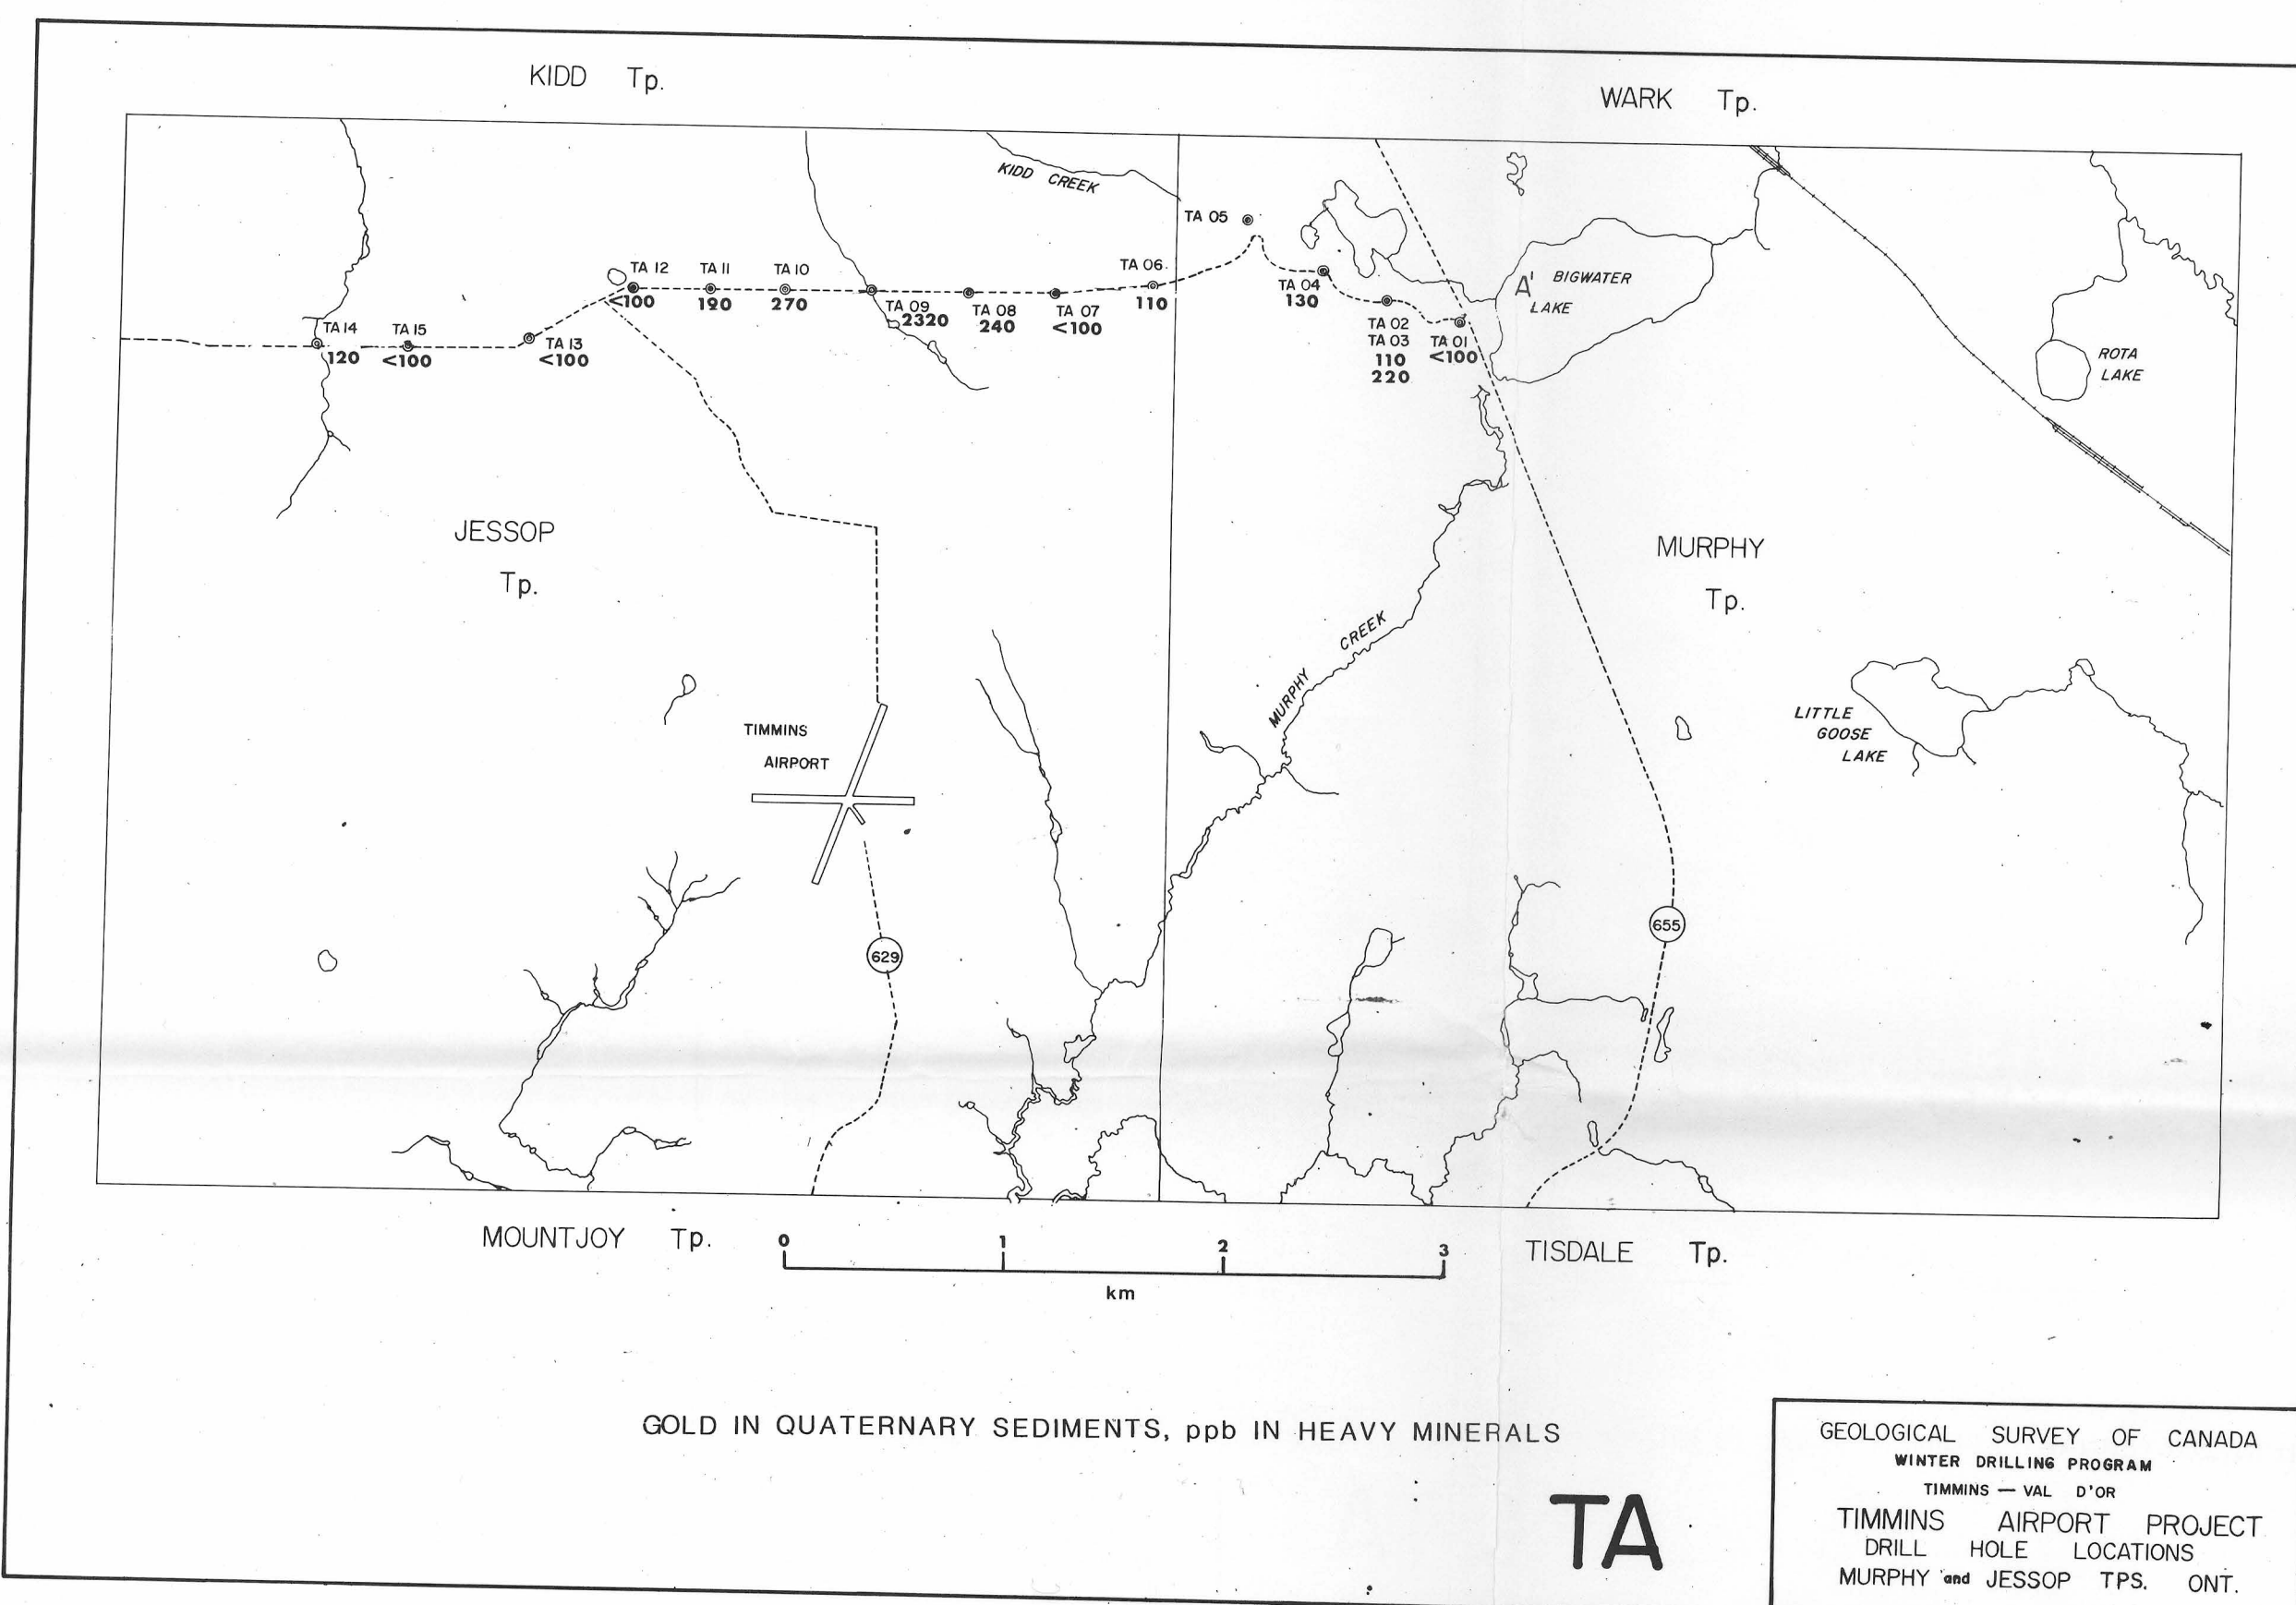 KIDD Tp.
WARK Tp.
KIDD CREEK
TA 05
TA 12
<100
TA 11
190
TA 10
270
TA 09
2320
TA 08
240
TA 07
<100
TA 06
110
TA 04
130
TA 02
TA 03
110
220
TA 01
<100
A'
BIGWATER
LAKE
ROTA
LAKE
TA 14
120
TA 15
<100
TA 13
<100
JESSOP
Tp.
MURPHY
Tp.
MURPHY CREEK
LITTLE
GOOSE
LAKE
TIMMINS
AIRPORT
629
655
MOUNTJOY Tp.
0 1 2 3
km
TISDALE Tp.
GOLD IN QUATERNARY SEDIMENTS, ppb IN HEAVY MINERALS
TA
GEOLOGICAL SURVEY OF CANADA
WINTER DRILLING PROGRAM
TIMMINS — VAL D'OR
TIMMINS AIRPORT PROJECT
DRILL HOLE LOCATIONS
MURPHY and JESSOP TPS. ONT.